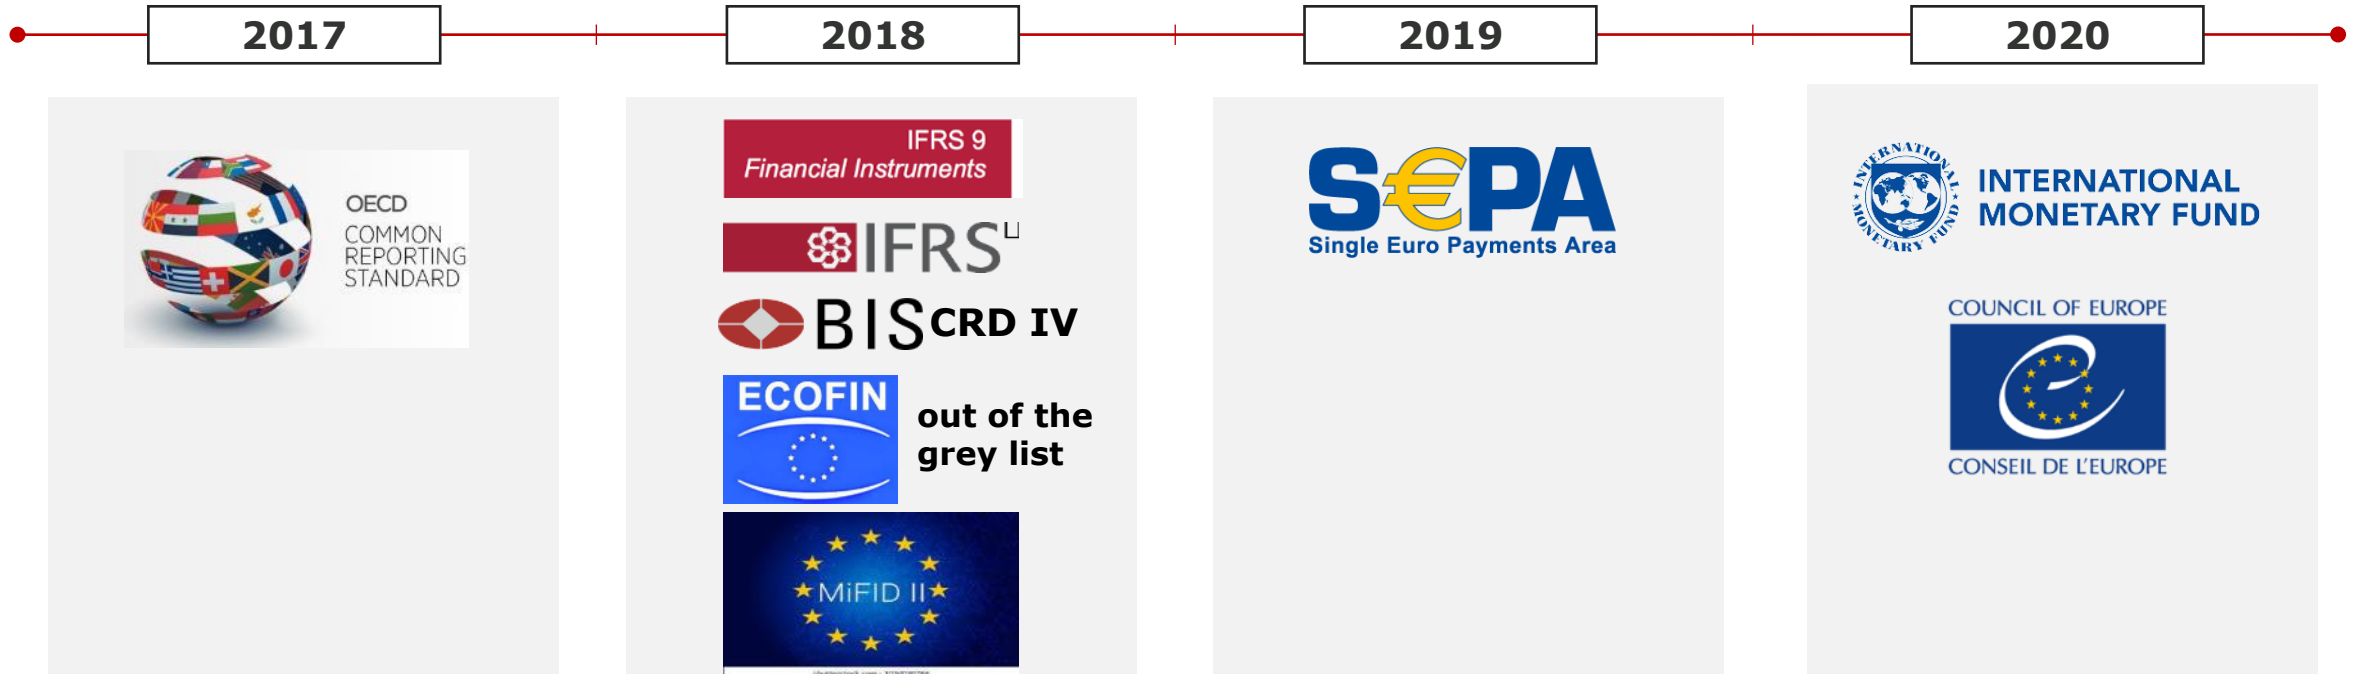 2017
2018
2019
2020
OECD
COMMON
REPORTING
STANDARD
IFRS 9
Financial Instruments
IFRS
BIS CRD IV
ECOFIN
out of the
grey list
MiFID II
S€PA
Single Euro Payments Area
INTERNATIONAL MONETARY FUND
INTERNATIONAL
MONETARY FUND
COUNCIL OF EUROPE
CONSEIL DE L'EUROPE